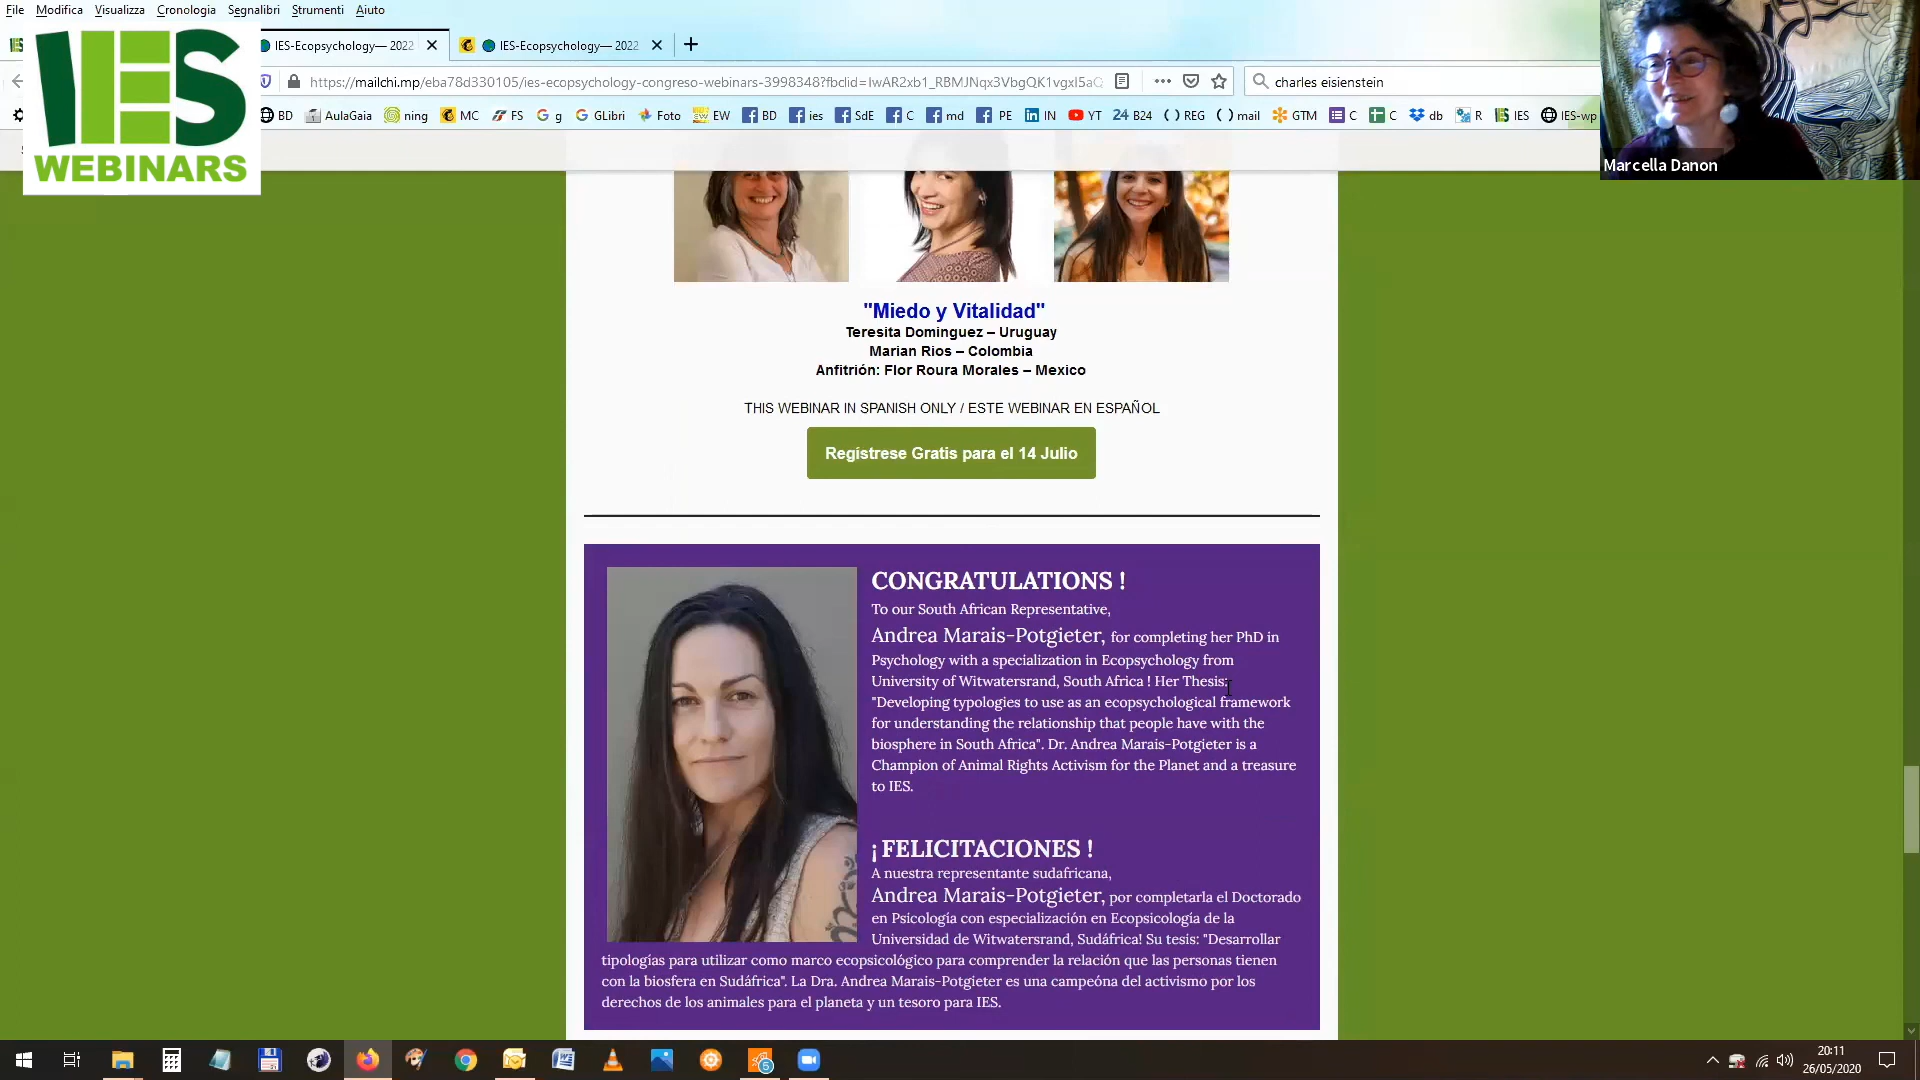 File Modifica Visualizza Cronologia Segnalibri Strumenti Aiuto
IES
WEBINARS
IES-Ecopsychology— 2022
IES-Ecopsychology— 2022
https://mailchi.mp/eba78d330105/ies-ecopsychology-congreso-webinars-3998348?fbclid=IwAR2xb1_RBMJNqx3VbgQK1vgxI5aQ
charles eisienstein
BD AulaGaia ning MC FS g GLibri Foto EW BD ies SdE C md PE IN YT B24 REG mail GTM C C db R IES IES-wp
Marcella Danon
"Miedo y Vitalidad"
Teresita Dominguez – Uruguay
Marian Rios – Colombia
Anfitrión: Flor Roura Morales – Mexico
THIS WEBINAR IN SPANISH ONLY / ESTE WEBINAR EN ESPAÑOL
Regístrese Gratis para el 14 Julio
CONGRATULATIONS !
To our South African Representative,
Andrea Marais-Potgieter, for completing her PhD in
Psychology with a specialization in Ecopsychology from
University of Witwatersrand, South Africa ! Her Thesis:
"Developing typologies to use as an ecopsychological framework
for understanding the relationship that people have with the
biosphere in South Africa". Dr. Andrea Marais-Potgieter is a
Champion of Animal Rights Activism for the Planet and a treasure
to IES.
¡ FELICITACIONES !
A nuestra representante sudafricana,
Andrea Marais-Potgieter, por completarla el Doctorado
en Psicología con especialización en Ecopsicología de la
Universidad de Witwatersrand, Sudáfrica! Su tesis: "Desarrollar
tipologías para utilizar como marco ecopsicológico para comprender la relación que las personas tienen
con la biosfera en Sudáfrica". La Dra. Andrea Marais-Potgieter es una campeóna del activismo por los
derechos de los animales para el planeta y un tesoro para IES.
20:11
26/05/2020